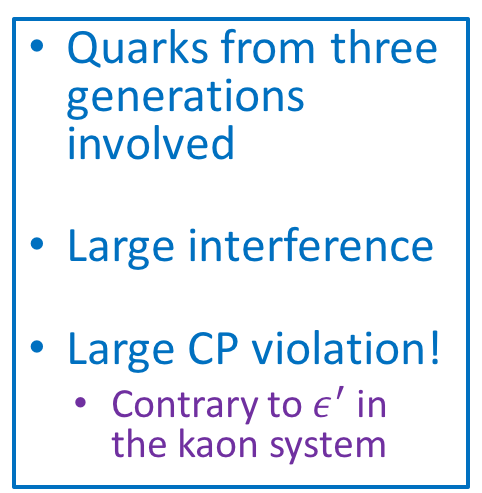 • Quarks from three
generations
involved
• Large interference
• Large CP violation!
• Contrary to ϵ′ in
the kaon system